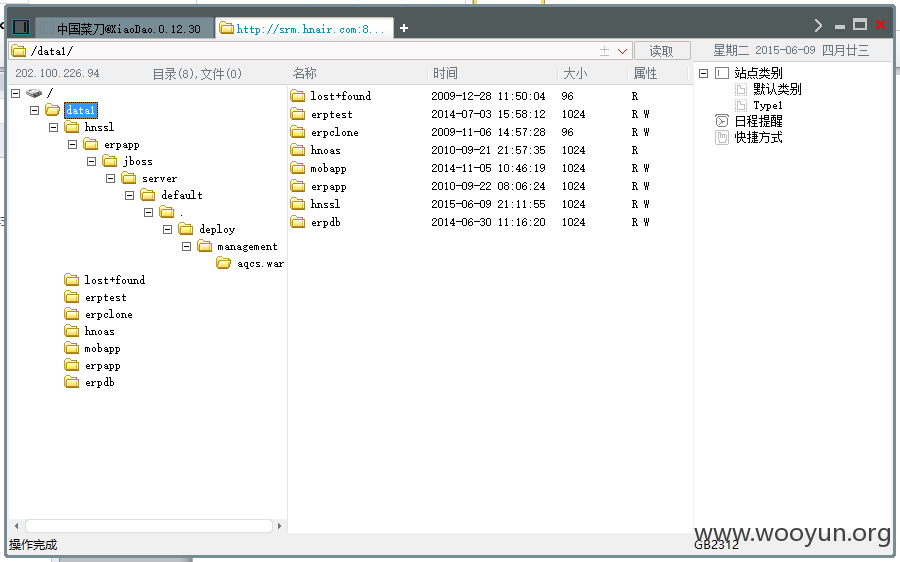 中国菜刀@XiaoDao.0.12.30
http://srm.hnair.com:8...
+
/data1/
读取
星期二 2015-06-09 四月廿三
202.100.226.94
目录(8),文件(0)
名称 时间 大小 属性
/
data1
hnssl
erpapp
jboss
server
default
.
deploy
management
aqcs.war
lost+found
erptest
erpclone
hnoas
mobapp
erpapp
erpdb
lost+found 2009-12-28 11:50:04 96 R
erptest 2014-07-03 15:58:12 1024 R W
erpclone 2009-11-06 14:57:28 96 R W
hnoas 2010-09-21 21:57:35 1024 R
mobapp 2014-11-05 10:46:19 1024 R W
erpapp 2010-09-22 08:06:24 1024 R W
hnssl 2015-06-09 21:11:55 1024 R W
erpdb 2014-06-30 11:16:20 1024 R W
站点类别
默认类别
Type1
日程提醒
快捷方式
www.wooyun.org
操作完成
GB2312